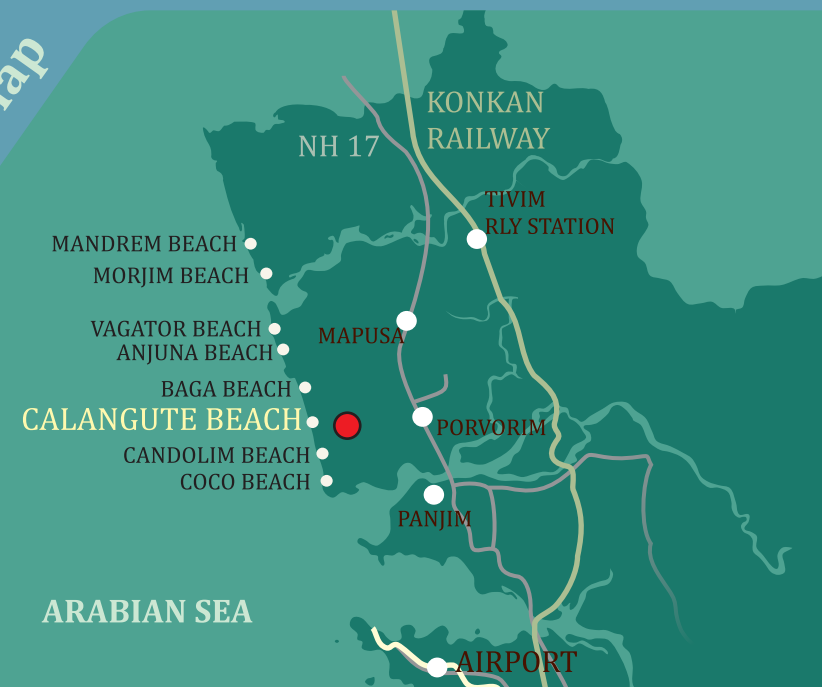 KONKAN
RAILWAY
NH 17
TIVIM
RLY STATION
MANDREM BEACH
MORJIM BEACH
VAGATOR BEACH
MAPUSA
ANJUNA BEACH
BAGA BEACH
CALANGUTE BEACH
PORVORIM
CANDOLIM BEACH
COCO BEACH
PANJIM
ARABIAN SEA
AIRPORT